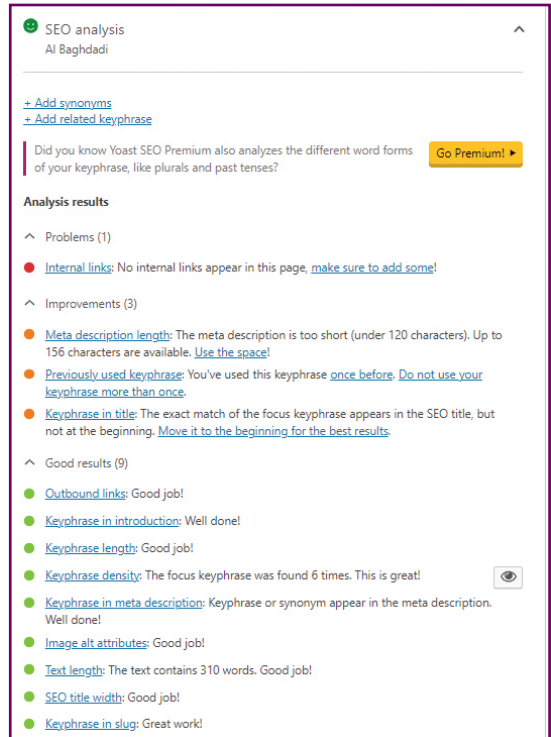 SEO analysis
Al Baghdadi
+ Add synonyms
+ Add related keyphrase
Did you know Yoast SEO Premium also analyzes the different word forms
of your keyphrase, like plurals and past tenses?
Go Premium!
Analysis results
Problems (1)
Internal links: No internal links appear in this page, make sure to add some!
Improvements (3)
Meta description length: The meta description is too short (under 120 characters). Up to
156 characters are available. Use the space!
Previously used keyphrase: You've used this keyphrase once before. Do not use your
keyphrase more than once.
Keyphrase in title: The exact match of the focus keyphrase appears in the SEO title, but
not at the beginning. Move it to the beginning for the best results.
Good results (9)
Outbound links: Good job!
Keyphrase in introduction: Well done!
Keyphrase length: Good job!
Keyphrase density: The focus keyphrase was found 6 times. This is great!
Keyphrase in meta description: Keyphrase or synonym appear in the meta description.
Well done!
Image alt attributes: Good job!
Text length: The text contains 310 words. Good job!
SEO title width: Good job!
Keyphrase in slug: Great work!